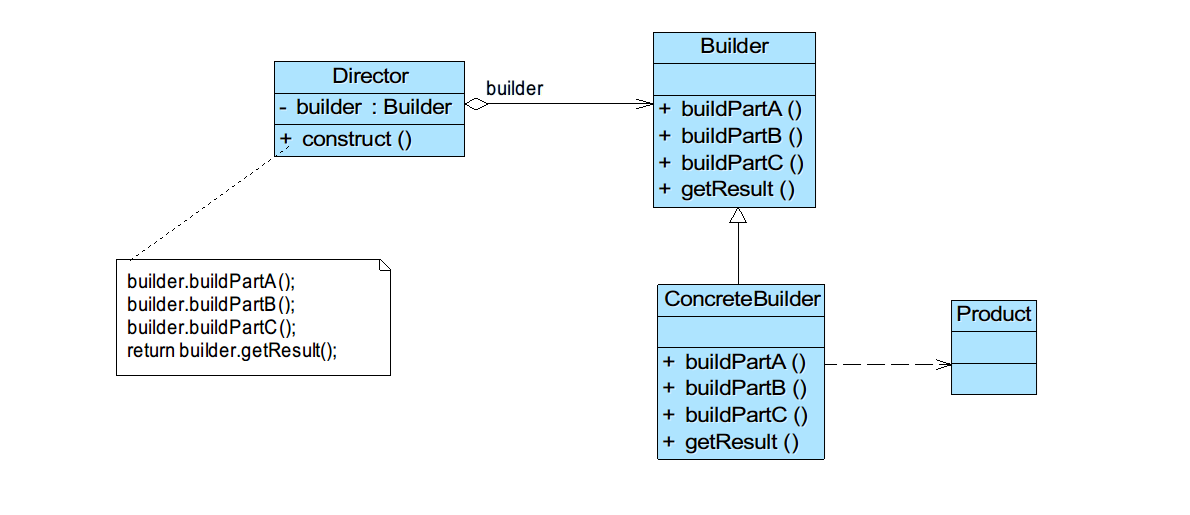 Director
- builder : Builder
+ construct ()
builder
Builder
+ buildPartA ()
+ buildPartB ()
+ buildPartC ()
+ getResult ()
builder.buildPartA();
builder.buildPartB();
builder.buildPartC();
return builder.getResult();
ConcreteBuilder
+ buildPartA ()
+ buildPartB ()
+ buildPartC ()
+ getResult ()
Product